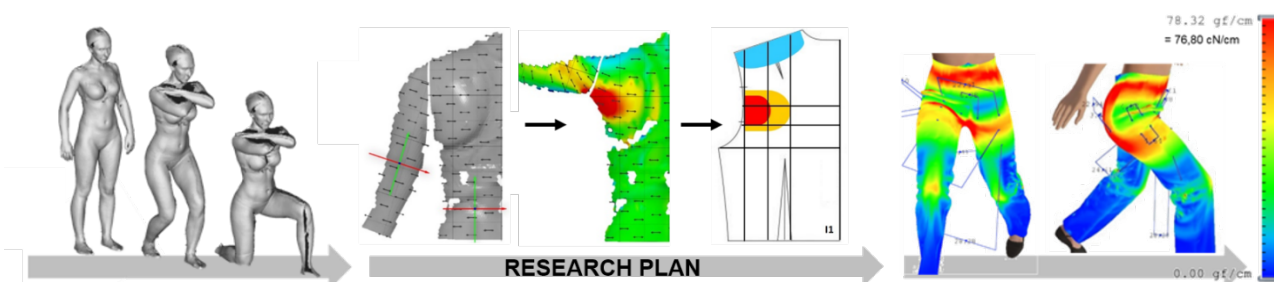 78.32 gf/cm
= 76,80 cN/cm
I1
RESEARCH PLAN
0.00 gf/cm